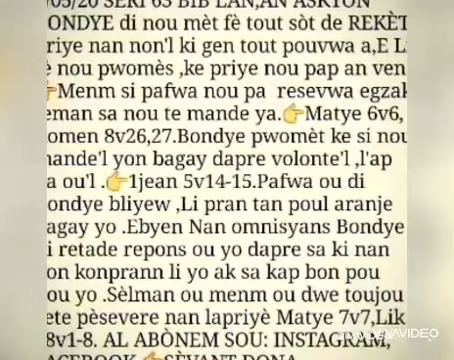 /05/20 SERI 63 BIB LAN,AN ASKYON
ONDYE di nou mèt fè tout sòt de REKÈT
riye nan non'l ki gen tout pouvwa a,E L
è nou pwomès ,ke priye nou pap an ven
👉Menm si pafwa nou pa resevwa egzak
eman sa nou te mande ya.👉Matye 6v6,
omen 8v26,27.Bondye pwomèt ke si nou
ande'l yon bagay dapre volonte'l ,l'ap
a ou'l .👉1jean 5v14-15.Pafwa ou di
ondye bliyew ,Li pran tan poul aranje
agay yo .Ebyen Nan omnisyans Bondye
i retade repons ou yo dapre sa ki nan
on konprann li yo ak sa kap bon pou
ou yo .Sèlman ou menm ou dwe toujou
ete pèsevere nan lapriyè Matye 7v7,Lik
8v1-8. AL ABÒNEM SOU: INSTAGRAM,
ACEBOOK 👉SÈVANT DONA